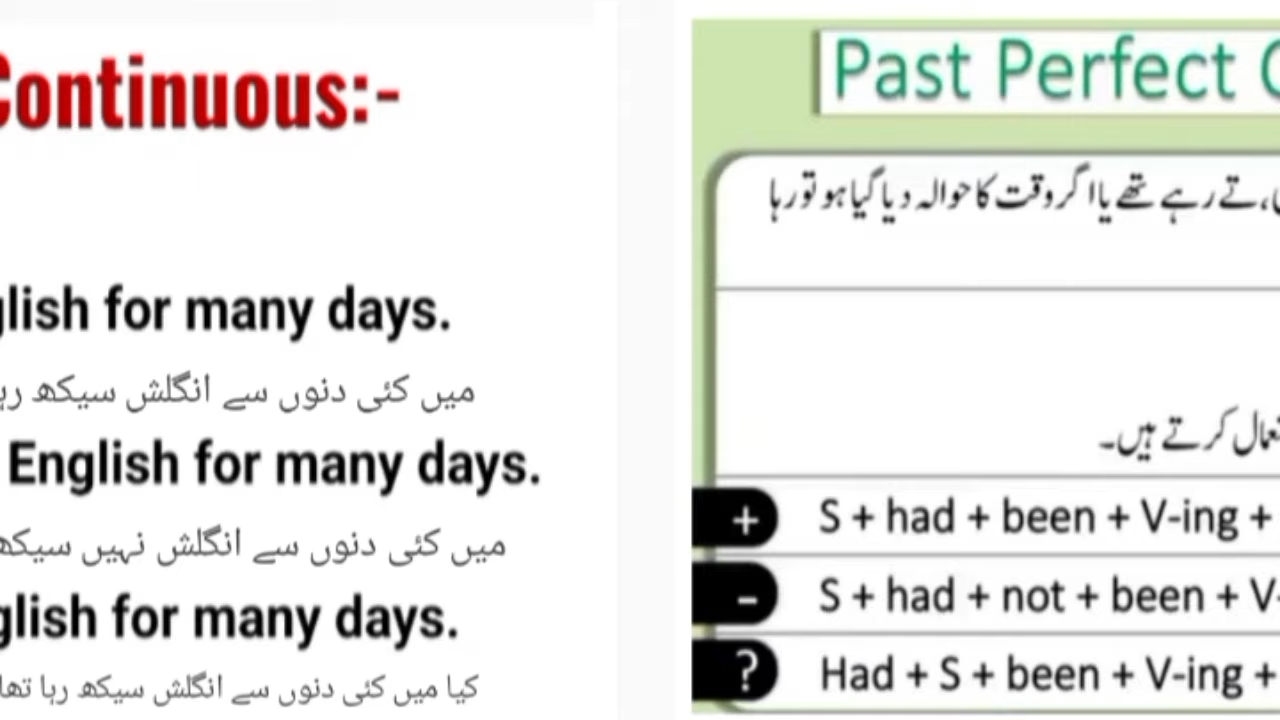 Continuous:-
glish for many days.
میں کئی دنوں سے انگلش سیکھ
English for many days.
میں کئی دنوں سے انگلش نہیں سیکھ
glish for many days.
کیا میں کئی دنوں سے انگلش سیکھ رہا تھا
Past Perfect C
،تے رہے تھے یا اگر وقت کا حوالہ دیا گیا ہو تو رہا
کرتے ہیں۔
+ S + had + been + V-ing +
- S + had + not + been + V-
? Had + S + been + V-ing +